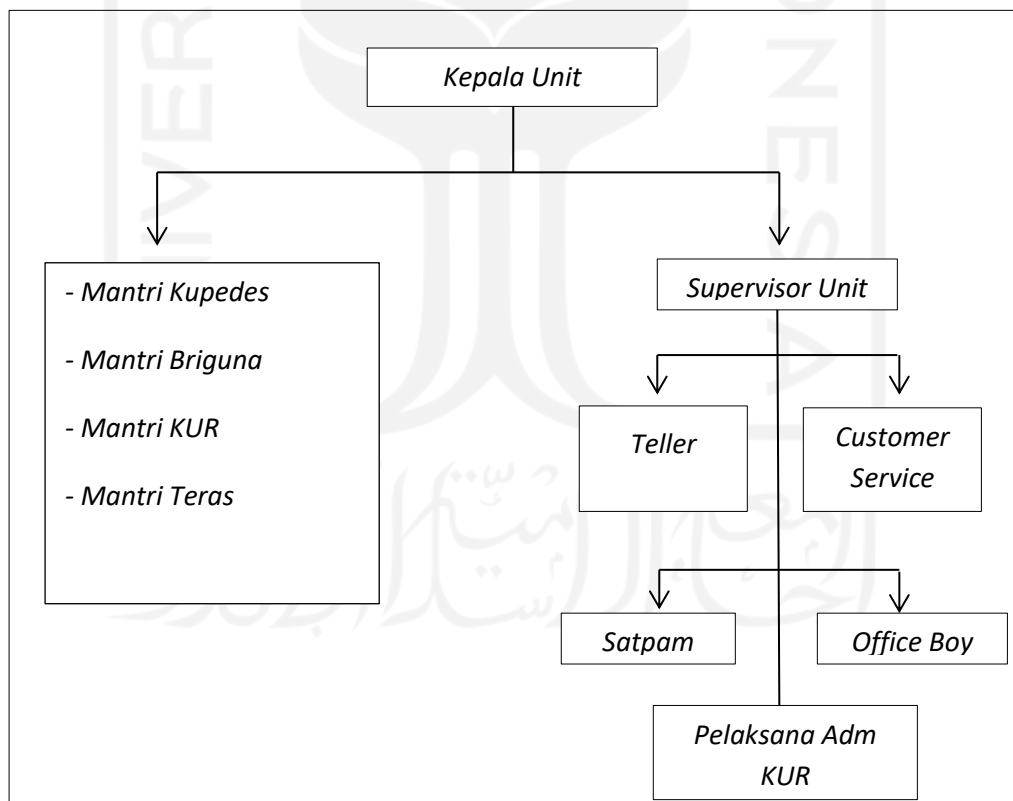 Kepala Unit
- Mantri Kupedes
- Mantri Briguna
- Mantri KUR
- Mantri Teras
Supervisor Unit
Teller
Customer
Service
Satpam
Office Boy
Pelaksana Adm
KUR